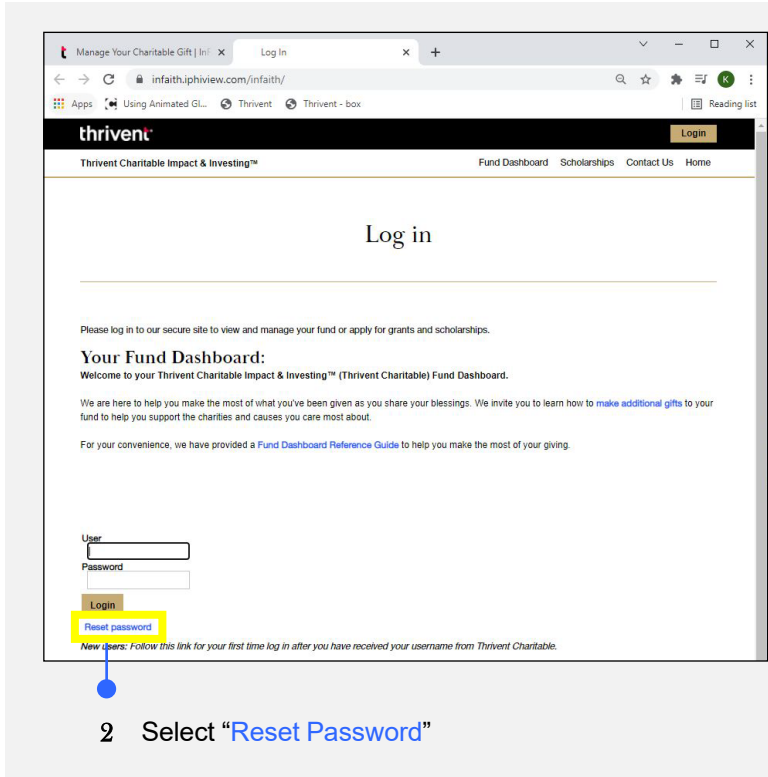 Manage Your Charitable Gift | InF
Log In
infaith.iphiview.com/infaith/
K
Apps
Using Animated Gl...
Thrivent
Thrivent - box
Reading list
thrivent
Login
Thrivent Charitable Impact & Investing™
Fund Dashboard
Scholarships
Contact Us
Home
Log in
Please log in to our secure site to view and manage your fund or apply for grants and scholarships.
Your Fund Dashboard:
Welcome to your Thrivent Charitable Impact & Investing™ (Thrivent Charitable) Fund Dashboard.
We are here to help you make the most of what you've been given as you share your blessings. We invite you to learn how to make additional gifts to your
fund to help you support the charities and causes you care most about.
For your convenience, we have provided a Fund Dashboard Reference Guide to help you make the most of your giving.
User
Password
Login
Reset password
New users: Follow this link for your first time log in after you have received your username from Thrivent Charitable.
2 Select “Reset Password”